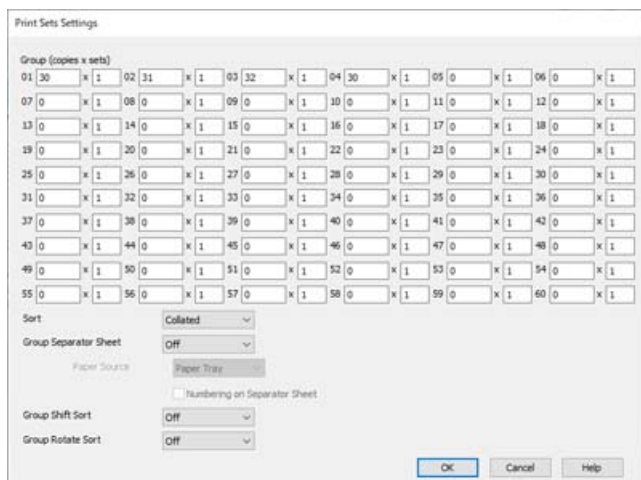 Print Sets Settings
Group (copies x sets)
01 30 x 1 02 31 x 1 03 32 x 1 04 30 x 1 05 0 x 1 06 0 x 1
07 0 x 1 08 0 x 1 09 0 x 1 10 0 x 1 11 0 x 1 12 0 x 1
13 0 x 1 14 0 x 1 15 0 x 1 16 0 x 1 17 0 x 1 18 0 x 1
19 0 x 1 20 0 x 1 21 0 x 1 22 0 x 1 23 0 x 1 24 0 x 1
25 0 x 1 26 0 x 1 27 0 x 1 28 0 x 1 29 0 x 1 30 0 x 1
31 0 x 1 32 0 x 1 33 0 x 1 34 0 x 1 35 0 x 1 36 0 x 1
37 0 x 1 38 0 x 1 39 0 x 1 40 0 x 1 41 0 x 1 42 0 x 1
43 0 x 1 44 0 x 1 45 0 x 1 46 0 x 1 47 0 x 1 48 0 x 1
49 0 x 1 50 0 x 1 51 0 x 1 52 0 x 1 53 0 x 1 54 0 x 1
55 0 x 1 56 0 x 1 57 0 x 1 58 0 x 1 59 0 x 1 60 0 x 1
Sort Collated
Group Separator Sheet Off
Paper Source Paper Tray
Numbering on Separator Sheet
Group Shift Sort Off
Group Rotate Sort Off
OK Cancel Help